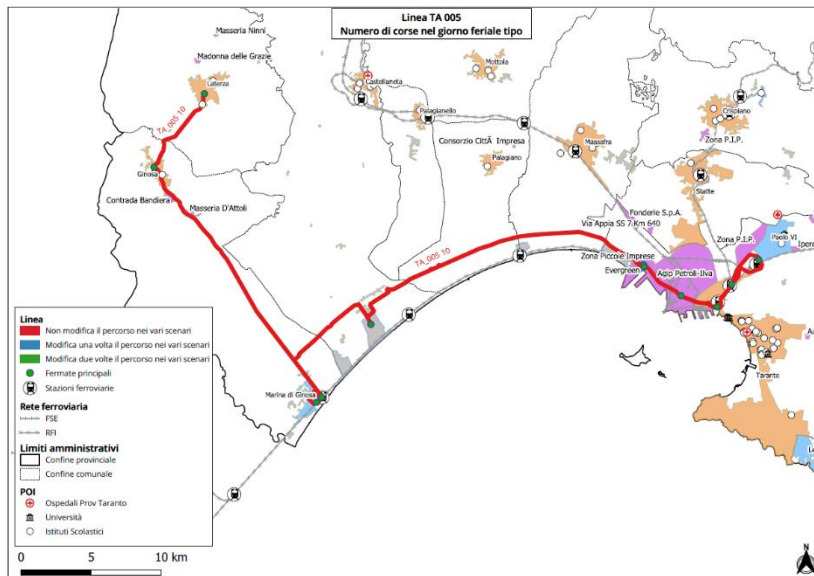 Linea TA 005
Numero di corse nel giorno feriale tipo
Masseria Ninni
Madonna delle Grazie
Laterza
TA_005 10
Ginosa
Contrada Bandiera
Masseria D'Attoli
Castellaneta
Mottola
Palagianello
Consorzio CittÃ Impresa
Palagiano
Massafra
Crispiano
Zona P.I.P.
Statte
Fonderie S.p.A.
Via Appia SS 7 Km 640
Zona P.I.P.
Paolo VI
Iperc
Zona Piccole Imprese
Evergreen
Agip Petroli-Ilva
TA_005 10
Taranto
Marina di Ginosa
Linea
Non modifica il percorso nei vari scenari
Modifica una volta il percorso nei vari scenari
Modifica due volte il percorso nei vari scenari
Fermate principali
Stazioni ferroviarie
Rete ferroviaria
FSE
RFI
Limiti amministrativi
Confine provinciale
Confine comunale
POI
Ospedali Prov Taranto
Università
Istituti Scolastici
0 5 10 km
N